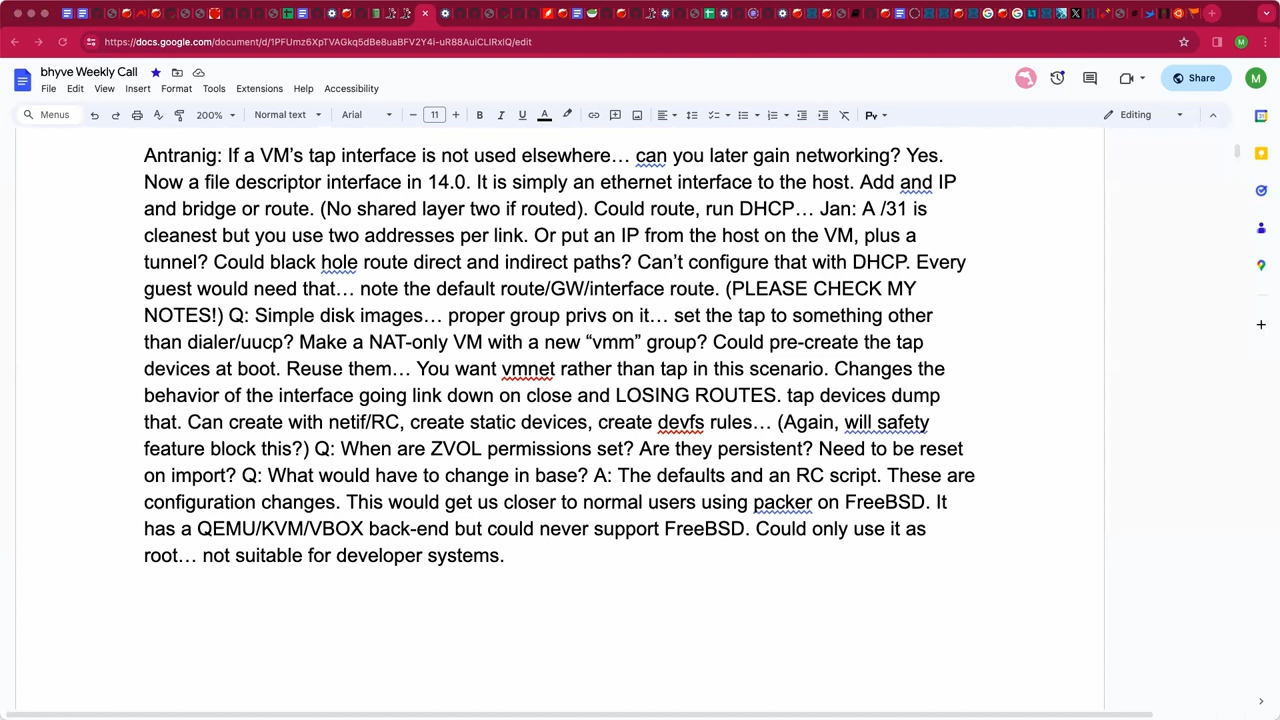 https://docs.google.com/document/d/1PFUmz6XpTVAGkq5dBe8uaBFV2Y4i-uR88AuiCLIRxIQ/edit
bhyve Weekly Call
File Edit View Insert Format Tools Extensions Help Accessibility
Share
M
Menus 200% Normal text Arial 11 B I U A Editing
Antranig: If a VM’s tap interface is not used elsewhere… can you later gain networking? Yes.
Now a file descriptor interface in 14.0. It is simply an ethernet interface to the host. Add and IP
and bridge or route. (No shared layer two if routed). Could route, run DHCP… Jan: A /31 is
cleanest but you use two addresses per link. Or put an IP from the host on the VM, plus a
tunnel? Could black hole route direct and indirect paths? Can’t configure that with DHCP. Every
guest would need that… note the default route/GW/interface route. (PLEASE CHECK MY
NOTES!) Q: Simple disk images… proper group privs on it… set the tap to something other
than dialer/uucp? Make a NAT-only VM with a new “vmm” group? Could pre-create the tap
devices at boot. Reuse them… You want vmnet rather than tap in this scenario. Changes the
behavior of the interface going link down on close and LOSING ROUTES. tap devices dump
that. Can create with netif/RC, create static devices, create devfs rules… (Again, will safety
feature block this?) Q: When are ZVOL permissions set? Are they persistent? Need to be reset
on import? Q: What would have to change in base? A: The defaults and an RC script. These are
configuration changes. This would get us closer to normal users using packer on FreeBSD. It
has a QEMU/KVM/VBOX back-end but could never support FreeBSD. Could only use it as
root… not suitable for developer systems.